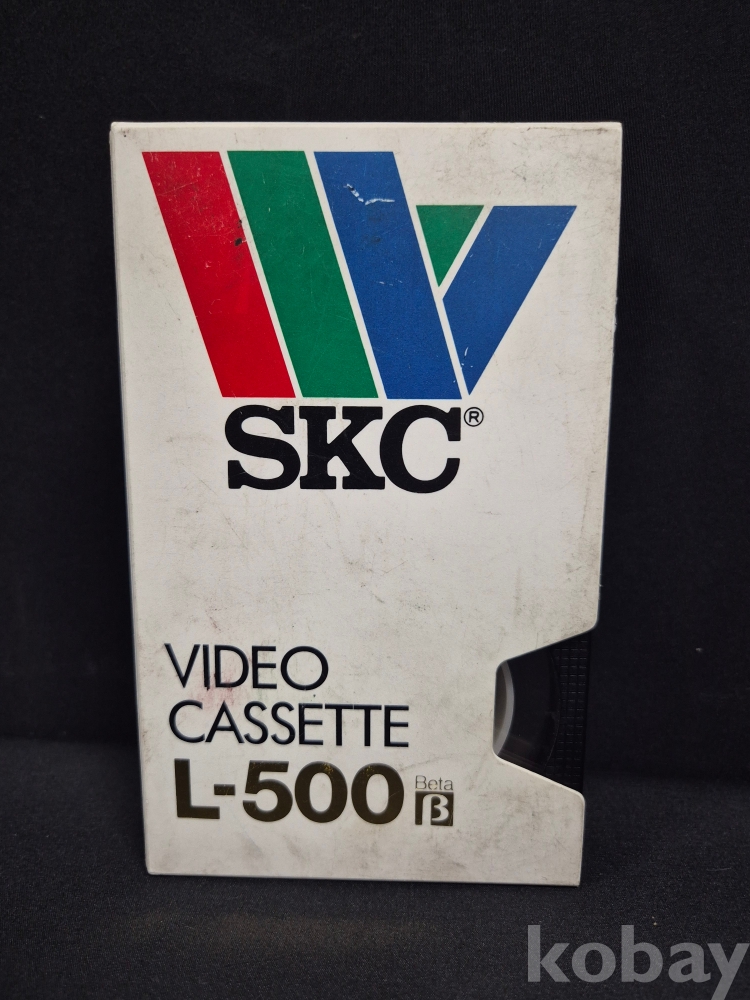 SKC®
VIDEO
CASSETTE
L-500 Beta
β
kobay